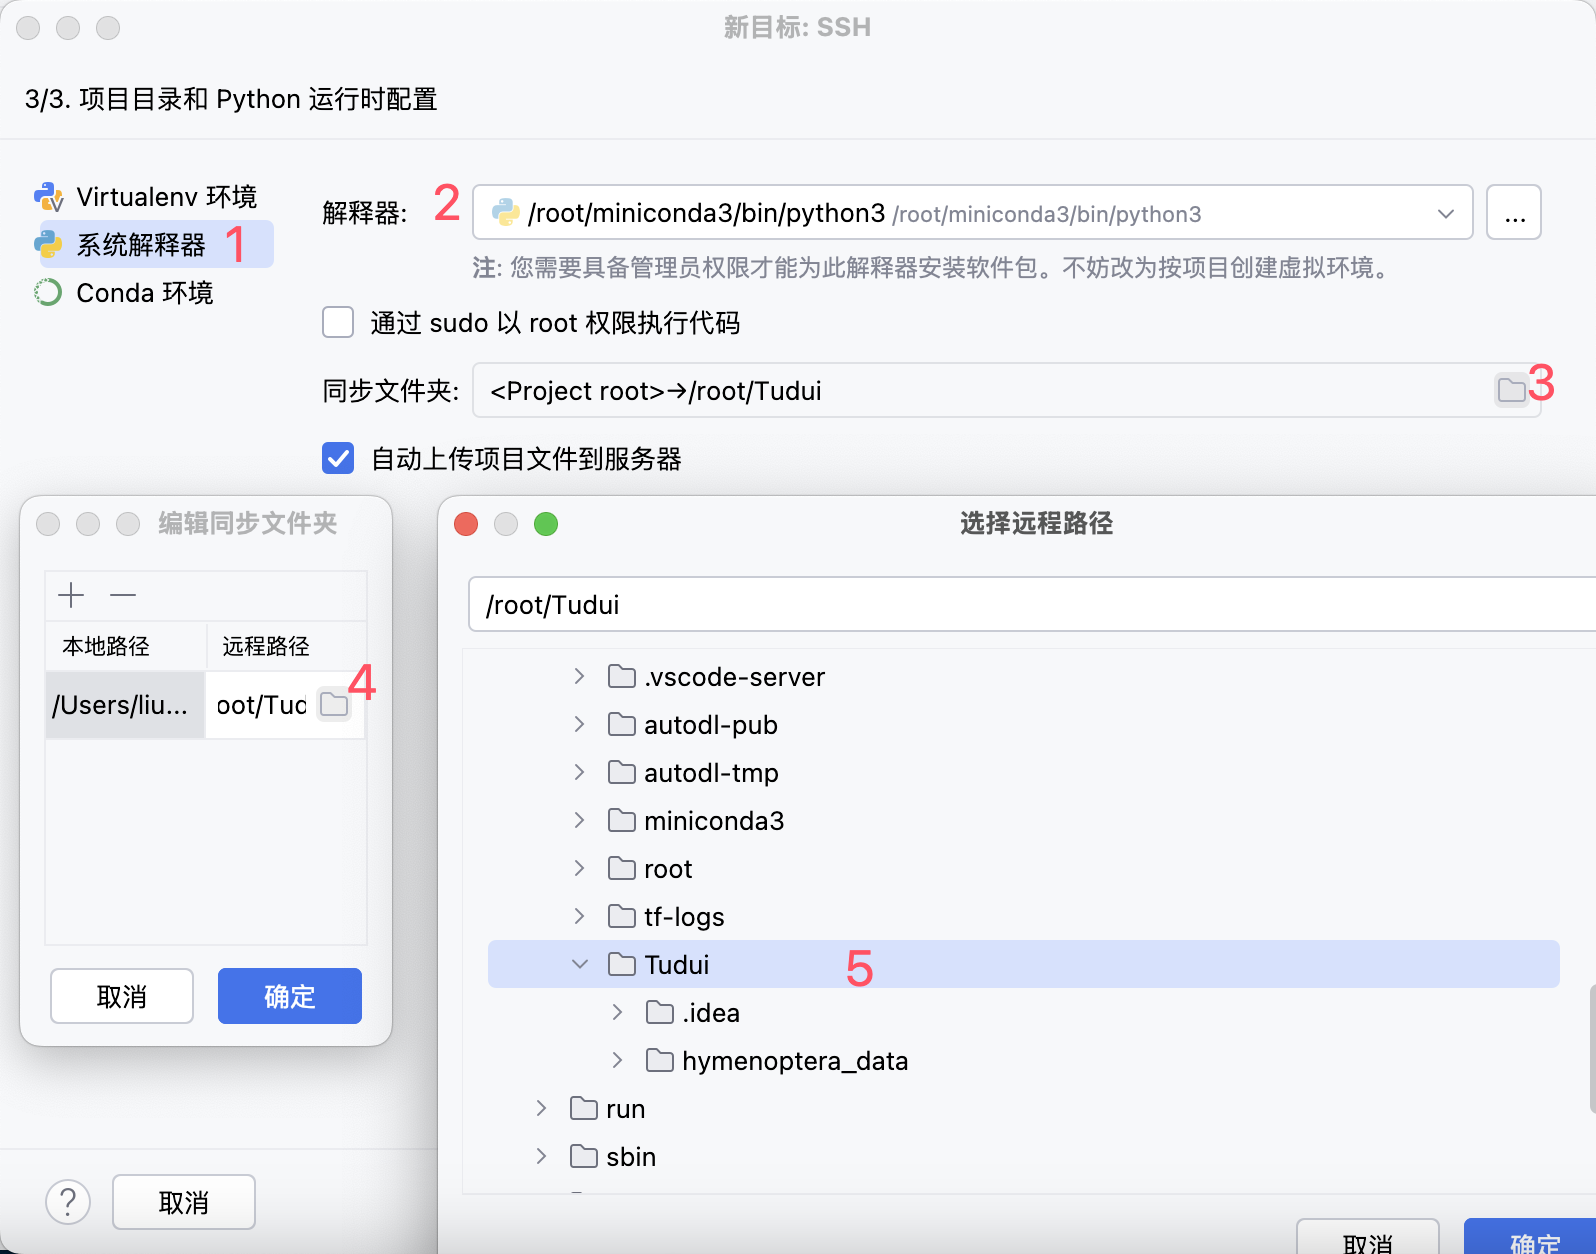 新目标: SSH
3/3. 项目目录和 Python 运行时配置
Virtualenv 环境
系统解释器 1
Conda 环境
解释器: 2 /root/miniconda3/bin/python3 /root/miniconda3/bin/python3 ...
注: 您需要具备管理员权限才能为此解释器安装软件包。不妨改为按项目创建虚拟环境。
通过 sudo 以 root 权限执行代码
同步文件夹: <Project root>→/root/Tudui 3
自动上传项目文件到服务器
编辑同步文件夹
本地路径 远程路径
/Users/liu... oot/Tud 4
取消 确定
选择远程路径
/root/Tudui
.vscode-server
autodl-pub
autodl-tmp
miniconda3
root
tf-logs
Tudui 5
.idea
hymenoptera_data
run
sbin
取消 确定
? 取消